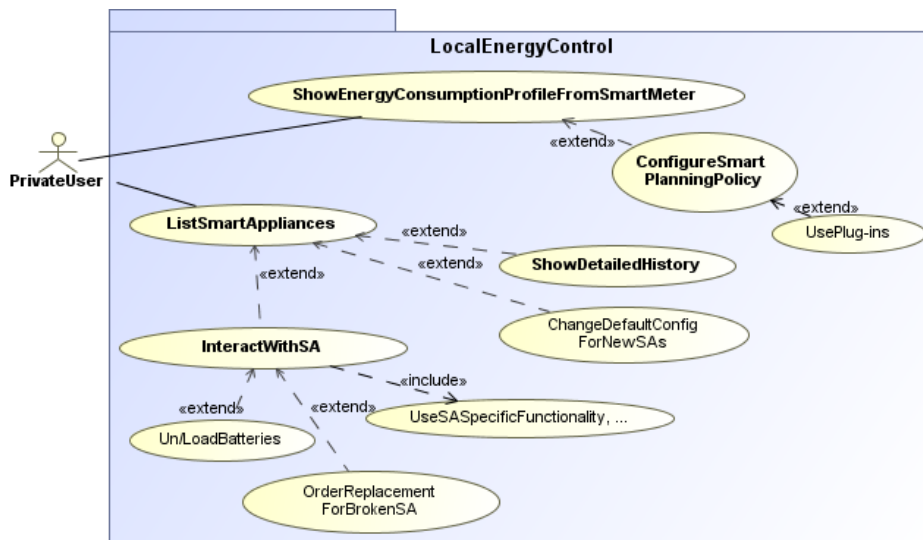 LocalEnergyControl
ShowEnergyConsumptionProfileFromSmartMeter
«extend»
ConfigureSmart
PlanningPolicy
PrivateUser
«extend»
ListSmartAppliances
UsePlug-ins
«extend»
«extend»
ShowDetailedHistory
«extend»
ChangeDefaultConfig
ForNewSAs
InteractWithSA
«include»
«extend»
«extend»
UseSASpecificFunctionality, ...
Un/LoadBatteries
OrderReplacement
ForBrokenSA